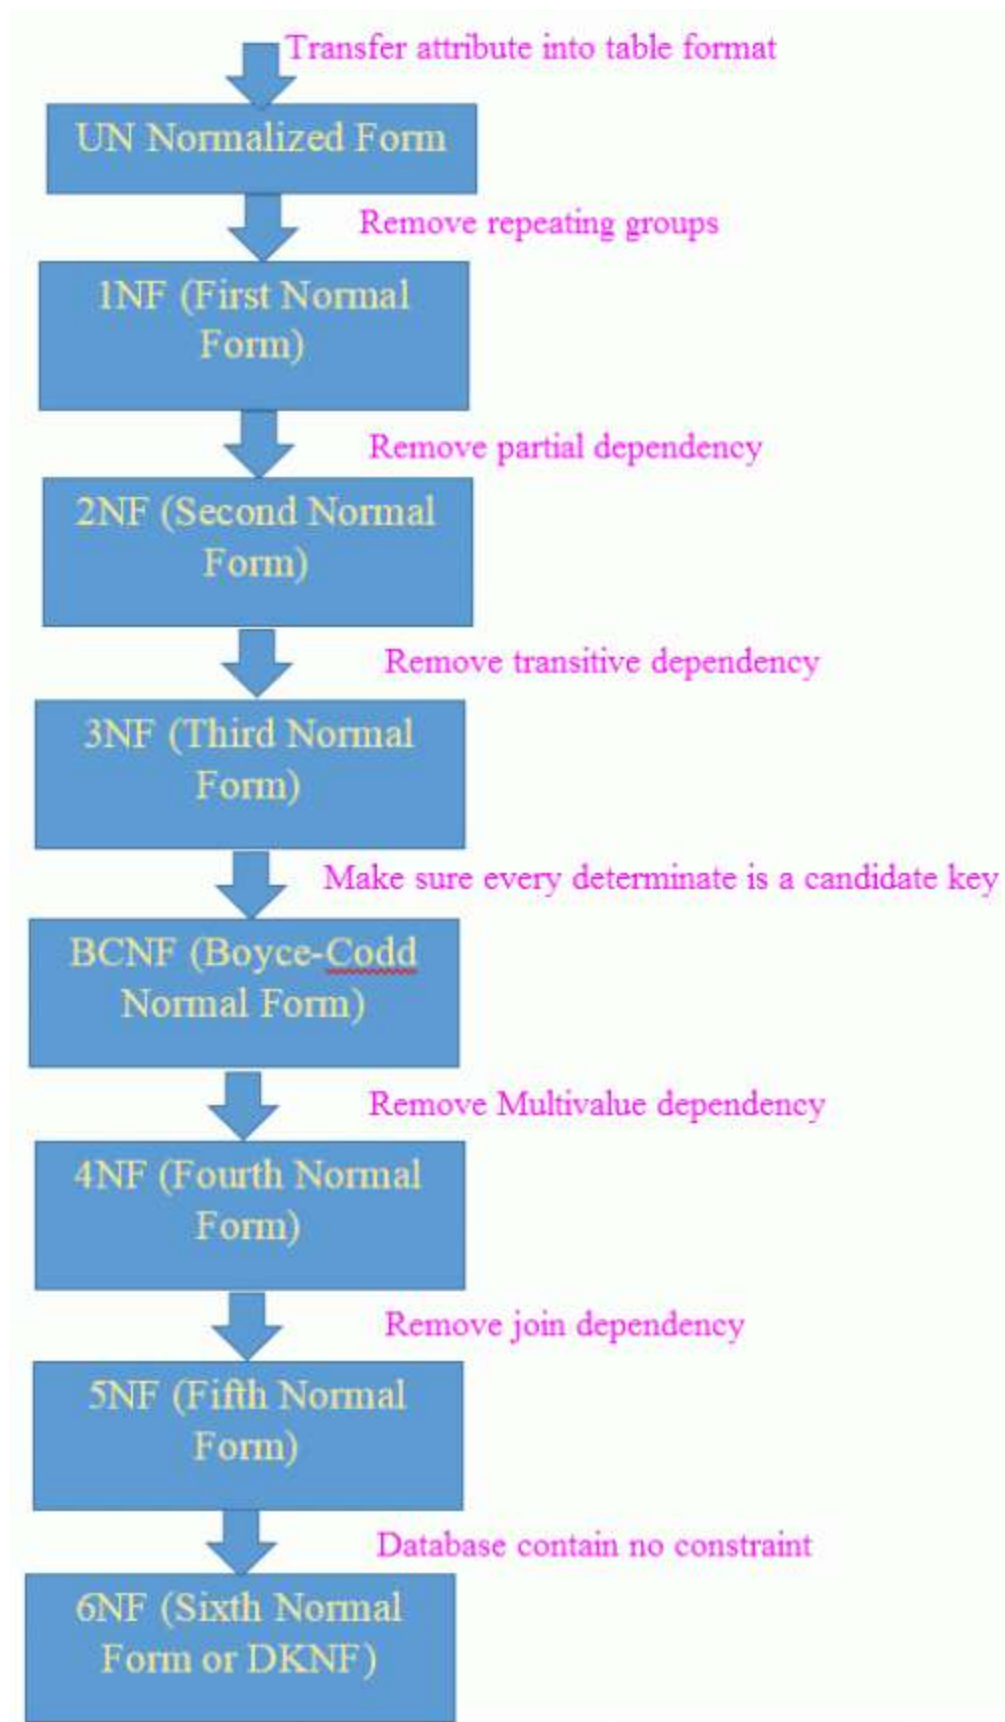 Transfer attribute into table format
UN Normalized Form
Remove repeating groups
1NF (First Normal
Form)
Remove partial dependency
2NF (Second Normal
Form)
Remove transitive dependency
3NF (Third Normal
Form)
Make sure every determinate is a candidate key
BCNF (Boyce-Codd
Normal Form)
Remove Multivalue dependency
4NF (Fourth Normal
Form)
Remove join dependency
5NF (Fifth Normal
Form)
Database contain no constraint
6NF (Sixth Normal
Form or DKNF)